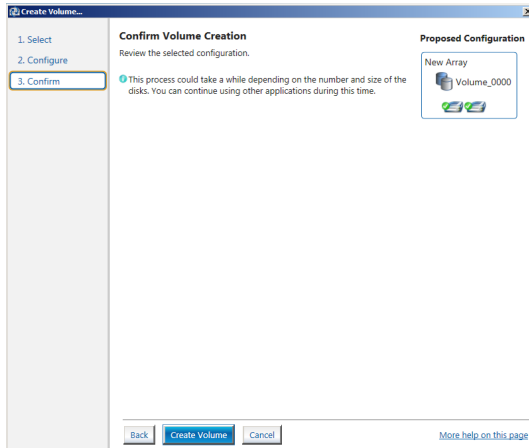 Create Volume...
1. Select
2. Configure
3. Confirm
Confirm Volume Creation
Review the selected configuration.
This process could take a while depending on the number and size of the
disks. You can continue using other applications during this time.
Proposed Configuration
New Array
Volume_0000
Back
Create Volume
Cancel
More help on this page